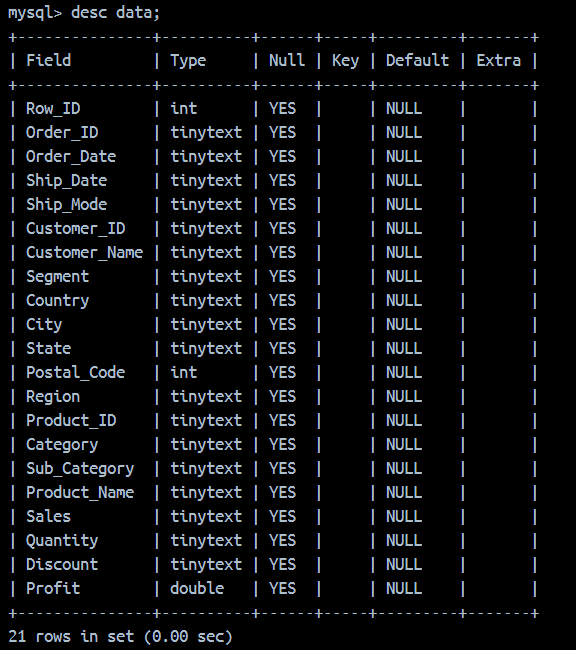 mysql> desc data;
+---------------+----------+------+-----+---------+-------+
| Field         | Type     | Null | Key | Default | Extra |
+---------------+----------+------+-----+---------+-------+
| Row_ID        | int      | YES  |     | NULL    |       |
| Order_ID      | tinytext | YES  |     | NULL    |       |
| Order_Date    | tinytext | YES  |     | NULL    |       |
| Ship_Date     | tinytext | YES  |     | NULL    |       |
| Ship_Mode     | tinytext | YES  |     | NULL    |       |
| Customer_ID   | tinytext | YES  |     | NULL    |       |
| Customer_Name | tinytext | YES  |     | NULL    |       |
| Segment       | tinytext | YES  |     | NULL    |       |
| Country       | tinytext | YES  |     | NULL    |       |
| City          | tinytext | YES  |     | NULL    |       |
| State         | tinytext | YES  |     | NULL    |       |
| Postal_Code   | int      | YES  |     | NULL    |       |
| Region        | tinytext | YES  |     | NULL    |       |
| Product_ID    | tinytext | YES  |     | NULL    |       |
| Category      | tinytext | YES  |     | NULL    |       |
| Sub_Category  | tinytext | YES  |     | NULL    |       |
| Product_Name  | tinytext | YES  |     | NULL    |       |
| Sales         | tinytext | YES  |     | NULL    |       |
| Quantity      | tinytext | YES  |     | NULL    |       |
| Discount      | tinytext | YES  |     | NULL    |       |
| Profit        | double   | YES  |     | NULL    |       |
+---------------+----------+------+-----+---------+-------+
21 rows in set (0.00 sec)